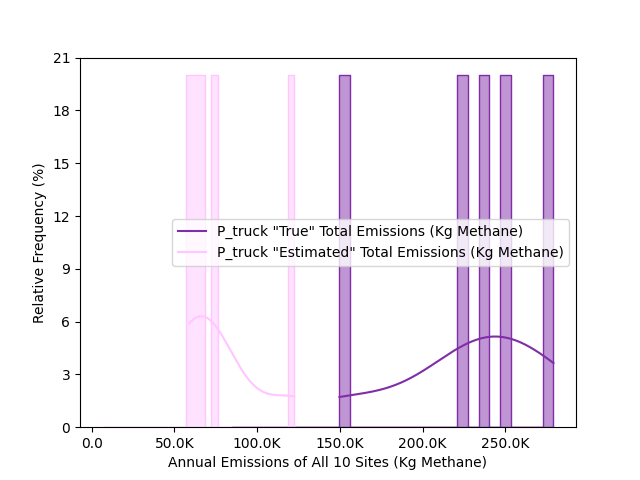 21
18
15
12
9
6
3
0
Relative Frequency (%)
P_truck "True" Total Emissions (Kg Methane)
P_truck "Estimated" Total Emissions (Kg Methane)
0.0 50.0K 100.0K 150.0K 200.0K 250.0K
Annual Emissions of All 10 Sites (Kg Methane)